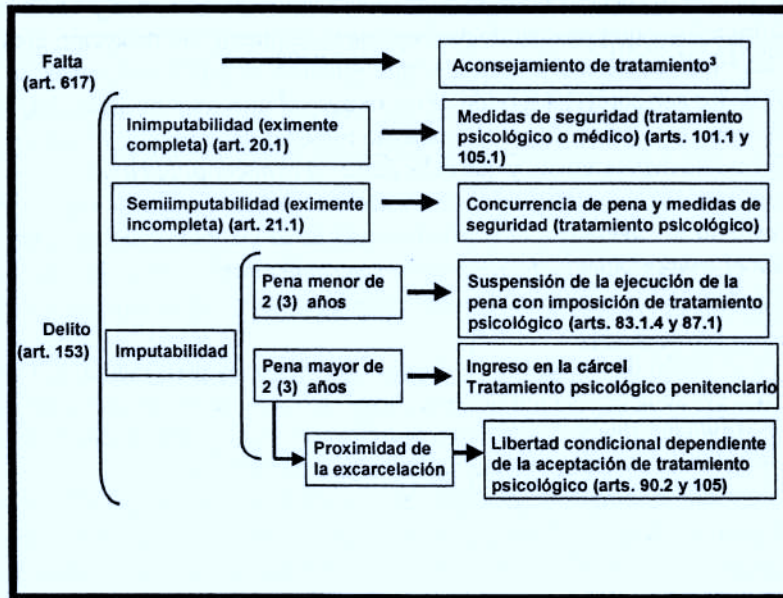 Falta
(art. 617)
Aconsejamiento de tratamiento³
Inimputabilidad (eximente
completa) (art. 20.1)
Medidas de seguridad (tratamiento
psicológico o médico) (arts. 101.1 y
105.1)
Semiimputabilidad (eximente
incompleta) (art. 21.1)
Concurrencia de pena y medidas de
seguridad (tratamiento psicológico)
Delito
(art. 153)
Imputabilidad
Pena menor de
2 (3) años
Suspensión de la ejecución de la
pena con imposición de tratamiento
psicológico (arts. 83.1.4 y 87.1)
Pena mayor de
2 (3) años
Ingreso en la cárcel
Tratamiento psicológico penitenciario
Proximidad de
la excarcelación
Libertad condicional dependiente
de la aceptación de tratamiento
psicológico (arts. 90.2 y 105)